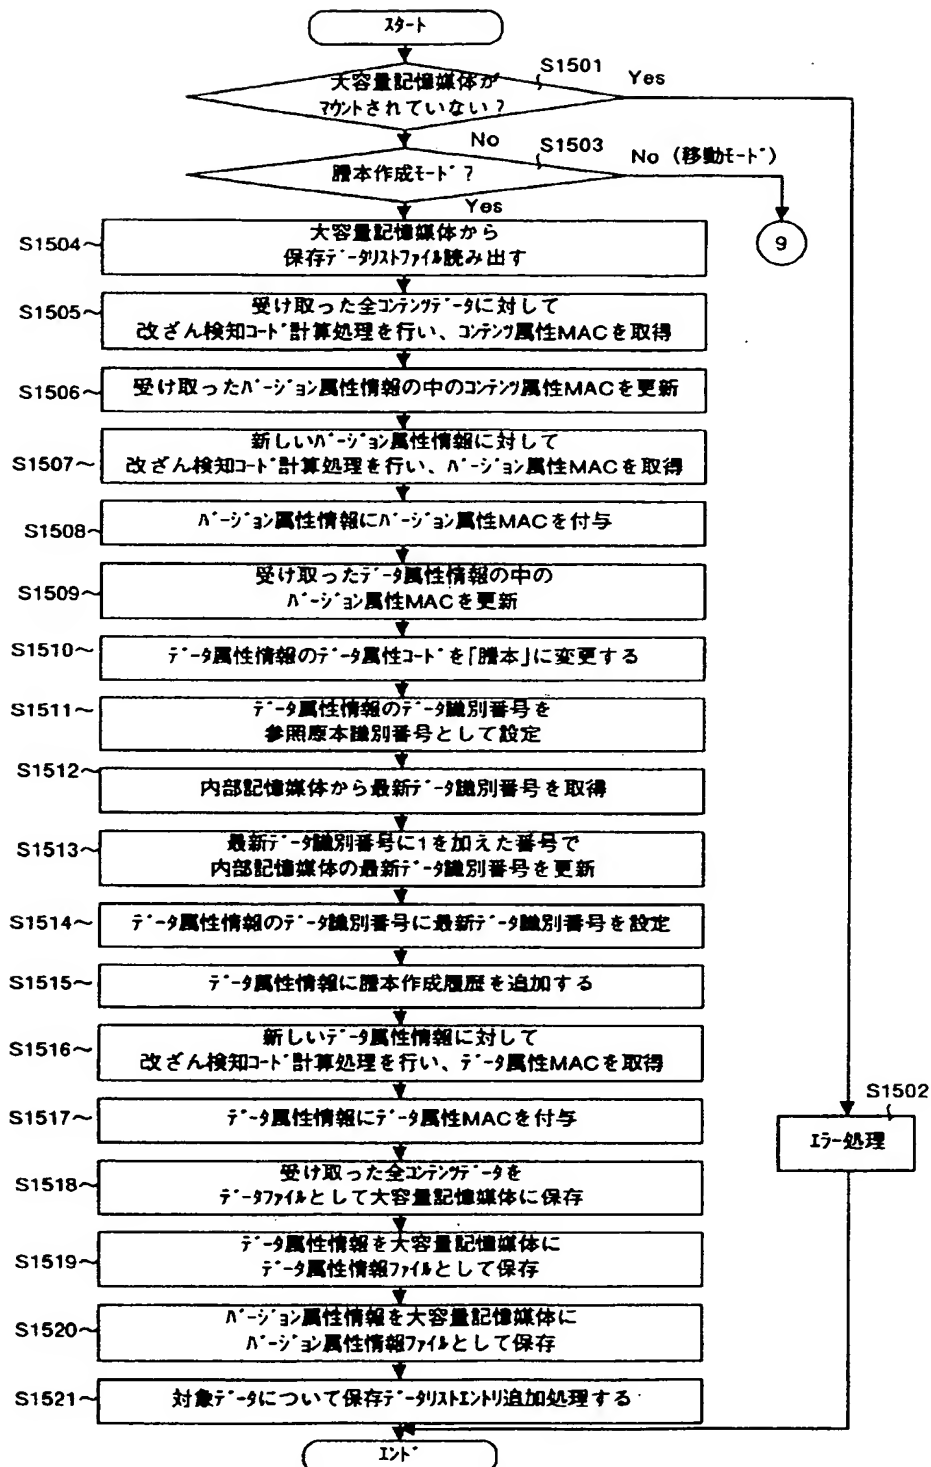 スタート
S1501
大容量記憶媒体が
マウントされていない?
Yes
No
S1503
謄本作成モード?
No (移動モード)
Yes
9
S1504
大容量記憶媒体から
保存データリストファイル読み出す
S1505
受け取った全コンテンツデータに対して
改ざん検知コード計算処理を行い、コンテンツ属性MACを取得
S1506
受け取ったバージョン属性情報の中のコンテンツ属性MACを更新
S1507
新しいバージョン属性情報に対して
改ざん検知コード計算処理を行い、バージョン属性MACを取得
S1508
バージョン属性情報にバージョン属性MACを付与
S1509
受け取ったデータ属性情報の中の
バージョン属性MACを更新
S1510
データ属性情報のデータ属性コードを「謄本」に変更する
S1511
データ属性情報のデータ識別番号を
参照原本識別番号として設定
S1512
内部記憶媒体から最新データ識別番号を取得
S1513
最新データ識別番号に1を加えた番号で
内部記憶媒体の最新データ識別番号を更新
S1514
データ属性情報のデータ識別番号に最新データ識別番号を設定
S1515
データ属性情報に謄本作成履歴を追加する
S1516
新しいデータ属性情報に対して
改ざん検知コード計算処理を行い、データ属性MACを取得
S1517
データ属性情報にデータ属性MACを付与
S1502
エラー処理
S1518
受け取った全コンテンツデータを
データファイルとして大容量記憶媒体に保存
S1519
データ属性情報を大容量記憶媒体に
データ属性情報ファイルとして保存
S1520
バージョン属性情報を大容量記憶媒体に
バージョン属性情報ファイルとして保存
S1521
対象データについて保存データリストエントリ追加処理する
エンド